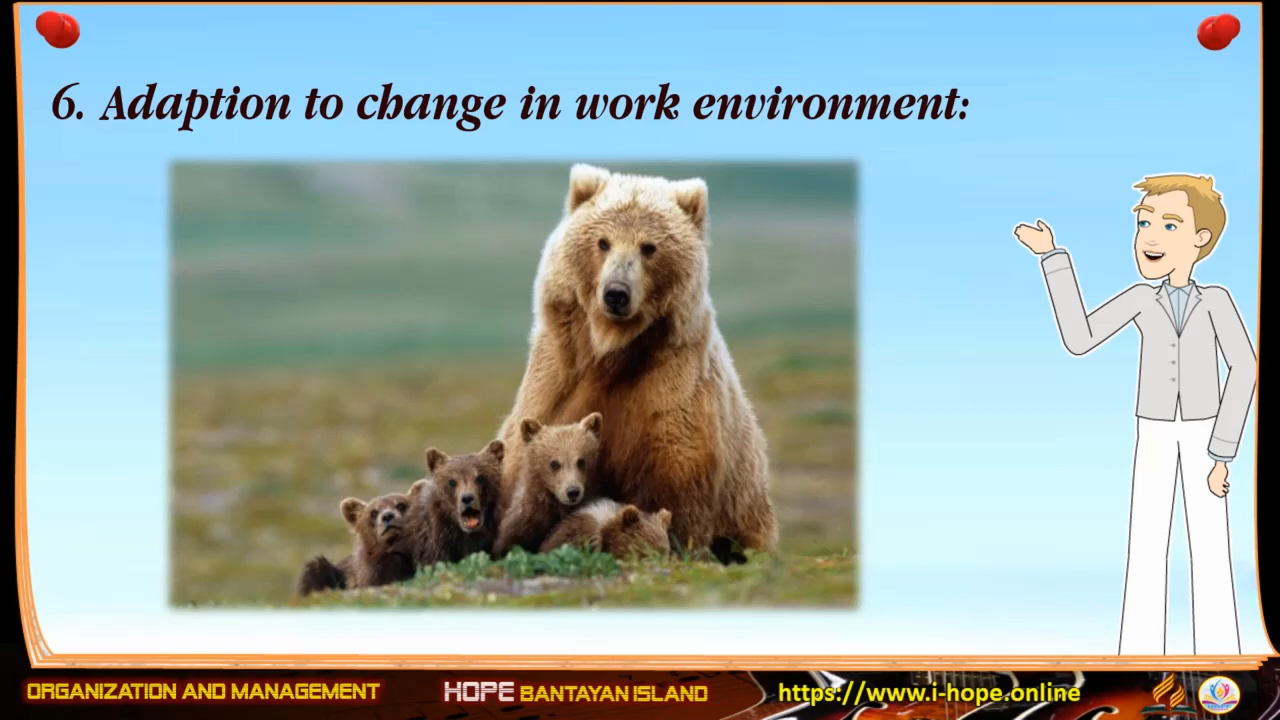 6. Adaption to change in work environment:
ORGANIZATION AND MANAGEMENT HOPE BANTAYAN ISLAND https://www.i-hope.online